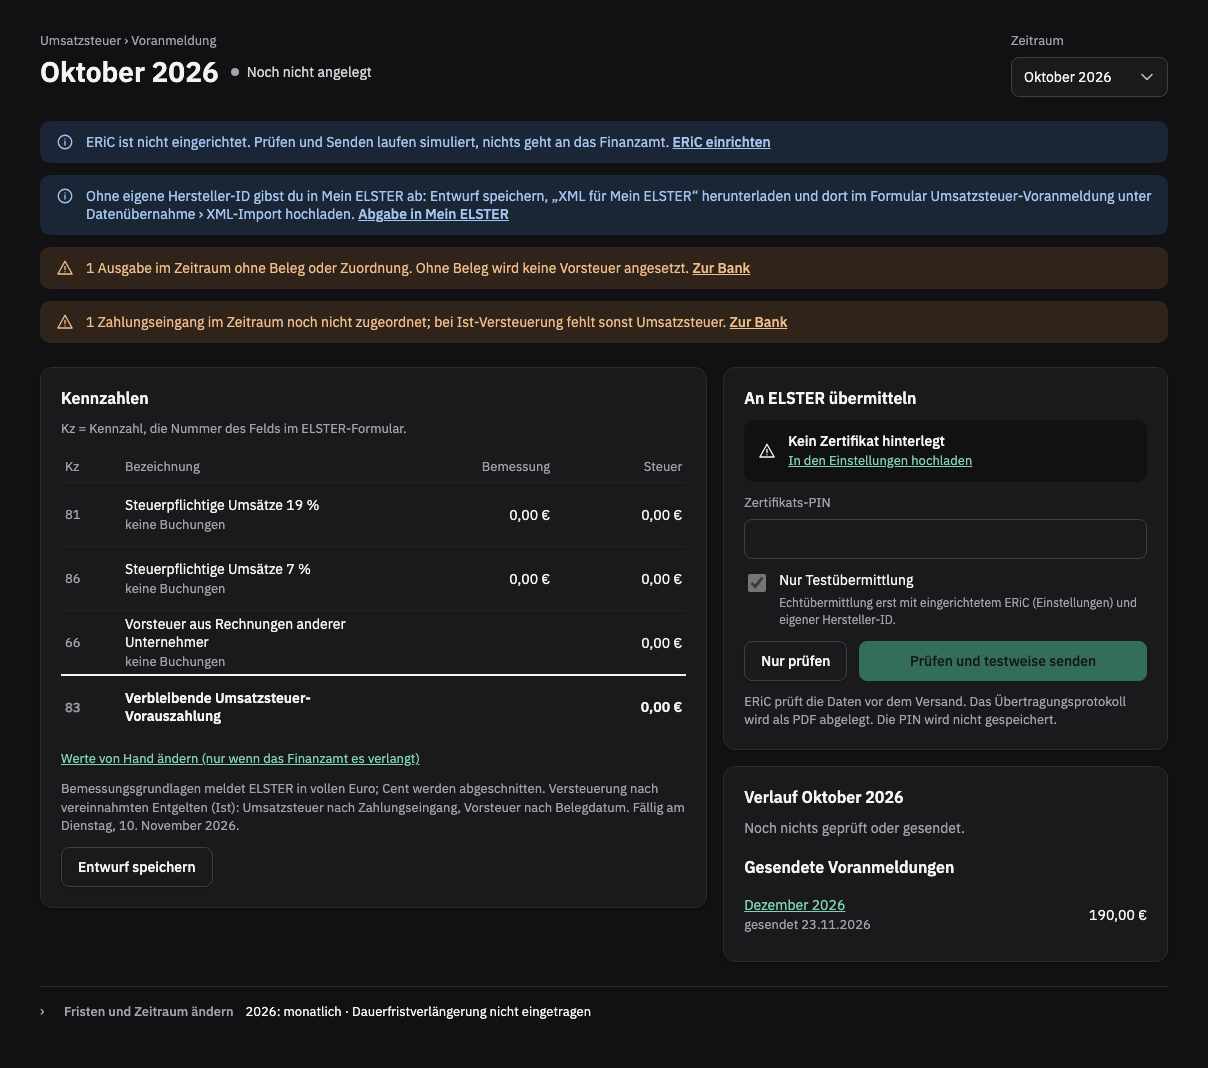 Umsatzsteuer › Voranmeldung
Oktober 2026
Noch nicht angelegt
Zeitraum
Oktober 2026
ERiC ist nicht eingerichtet. Prüfen und Senden laufen simuliert, nichts geht an das Finanzamt. ERiC einrichten
Ohne eigene Hersteller-ID gibst du in Mein ELSTER ab: Entwurf speichern, „XML für Mein ELSTER“ herunterladen und dort im Formular Umsatzsteuer-Voranmeldung unter
Datenübernahme › XML-Import hochladen. Abgabe in Mein ELSTER
1 Ausgabe im Zeitraum ohne Beleg oder Zuordnung. Ohne Beleg wird keine Vorsteuer angesetzt. Zur Bank
1 Zahlungseingang im Zeitraum noch nicht zugeordnet; bei Ist-Versteuerung fehlt sonst Umsatzsteuer. Zur Bank
Kennzahlen
Kz = Kennzahl, die Nummer des Felds im ELSTER-Formular.
Kz Bezeichnung Bemessung Steuer
81 Steuerpflichtige Umsätze 19 % 0,00 € 0,00 €
keine Buchungen
86 Steuerpflichtige Umsätze 7 % 0,00 € 0,00 €
keine Buchungen
66 Vorsteuer aus Rechnungen anderer
Unternehmer 0,00 €
keine Buchungen
83 Verbleibende Umsatzsteuer-
Vorauszahlung 0,00 €
Werte von Hand ändern (nur wenn das Finanzamt es verlangt)
Bemessungsgrundlagen meldet ELSTER in vollen Euro; Cent werden abgeschnitten. Versteuerung nach
vereinnahmten Entgelten (Ist): Umsatzsteuer nach Zahlungseingang, Vorsteuer nach Belegdatum. Fällig am
Dienstag, 10. November 2026.
Entwurf speichern
An ELSTER übermitteln
Kein Zertifikat hinterlegt
In den Einstellungen hochladen
Zertifikats-PIN
Nur Testübermittlung
Echtübermittlung erst mit eingerichtetem ERiC (Einstellungen) und
eigener Hersteller-ID.
Nur prüfen
Prüfen und testweise senden
ERiC prüft die Daten vor dem Versand. Das Übertragungsprotokoll
wird als PDF abgelegt. Die PIN wird nicht gespeichert.
Verlauf Oktober 2026
Noch nichts geprüft oder gesendet.
Gesendete Voranmeldungen
Dezember 2026
gesendet 23.11.2026
190,00 €
› Fristen und Zeitraum ändern 2026: monatlich · Dauerfristverlängerung nicht eingetragen